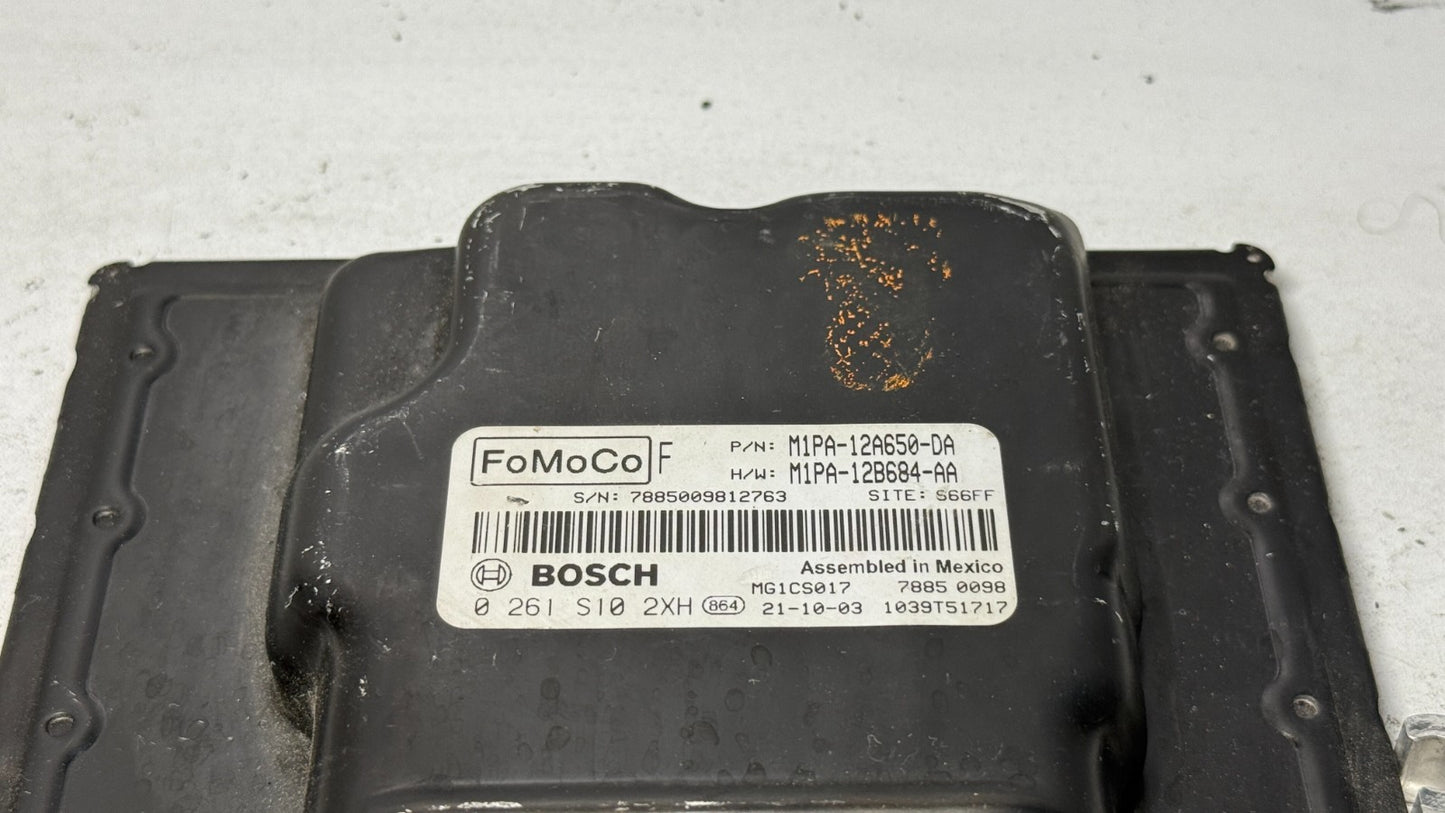 FoMoCo F P/N: M1PA-12A650-DA
H/W: M1PA-12B684-AA
S/N: 7885009812763 SITE: S66FF
BOSCH Assembled in Mexico
MG1CS017 7885 0098
0 261 S10 2XH 864 21-10-03 1039T51717